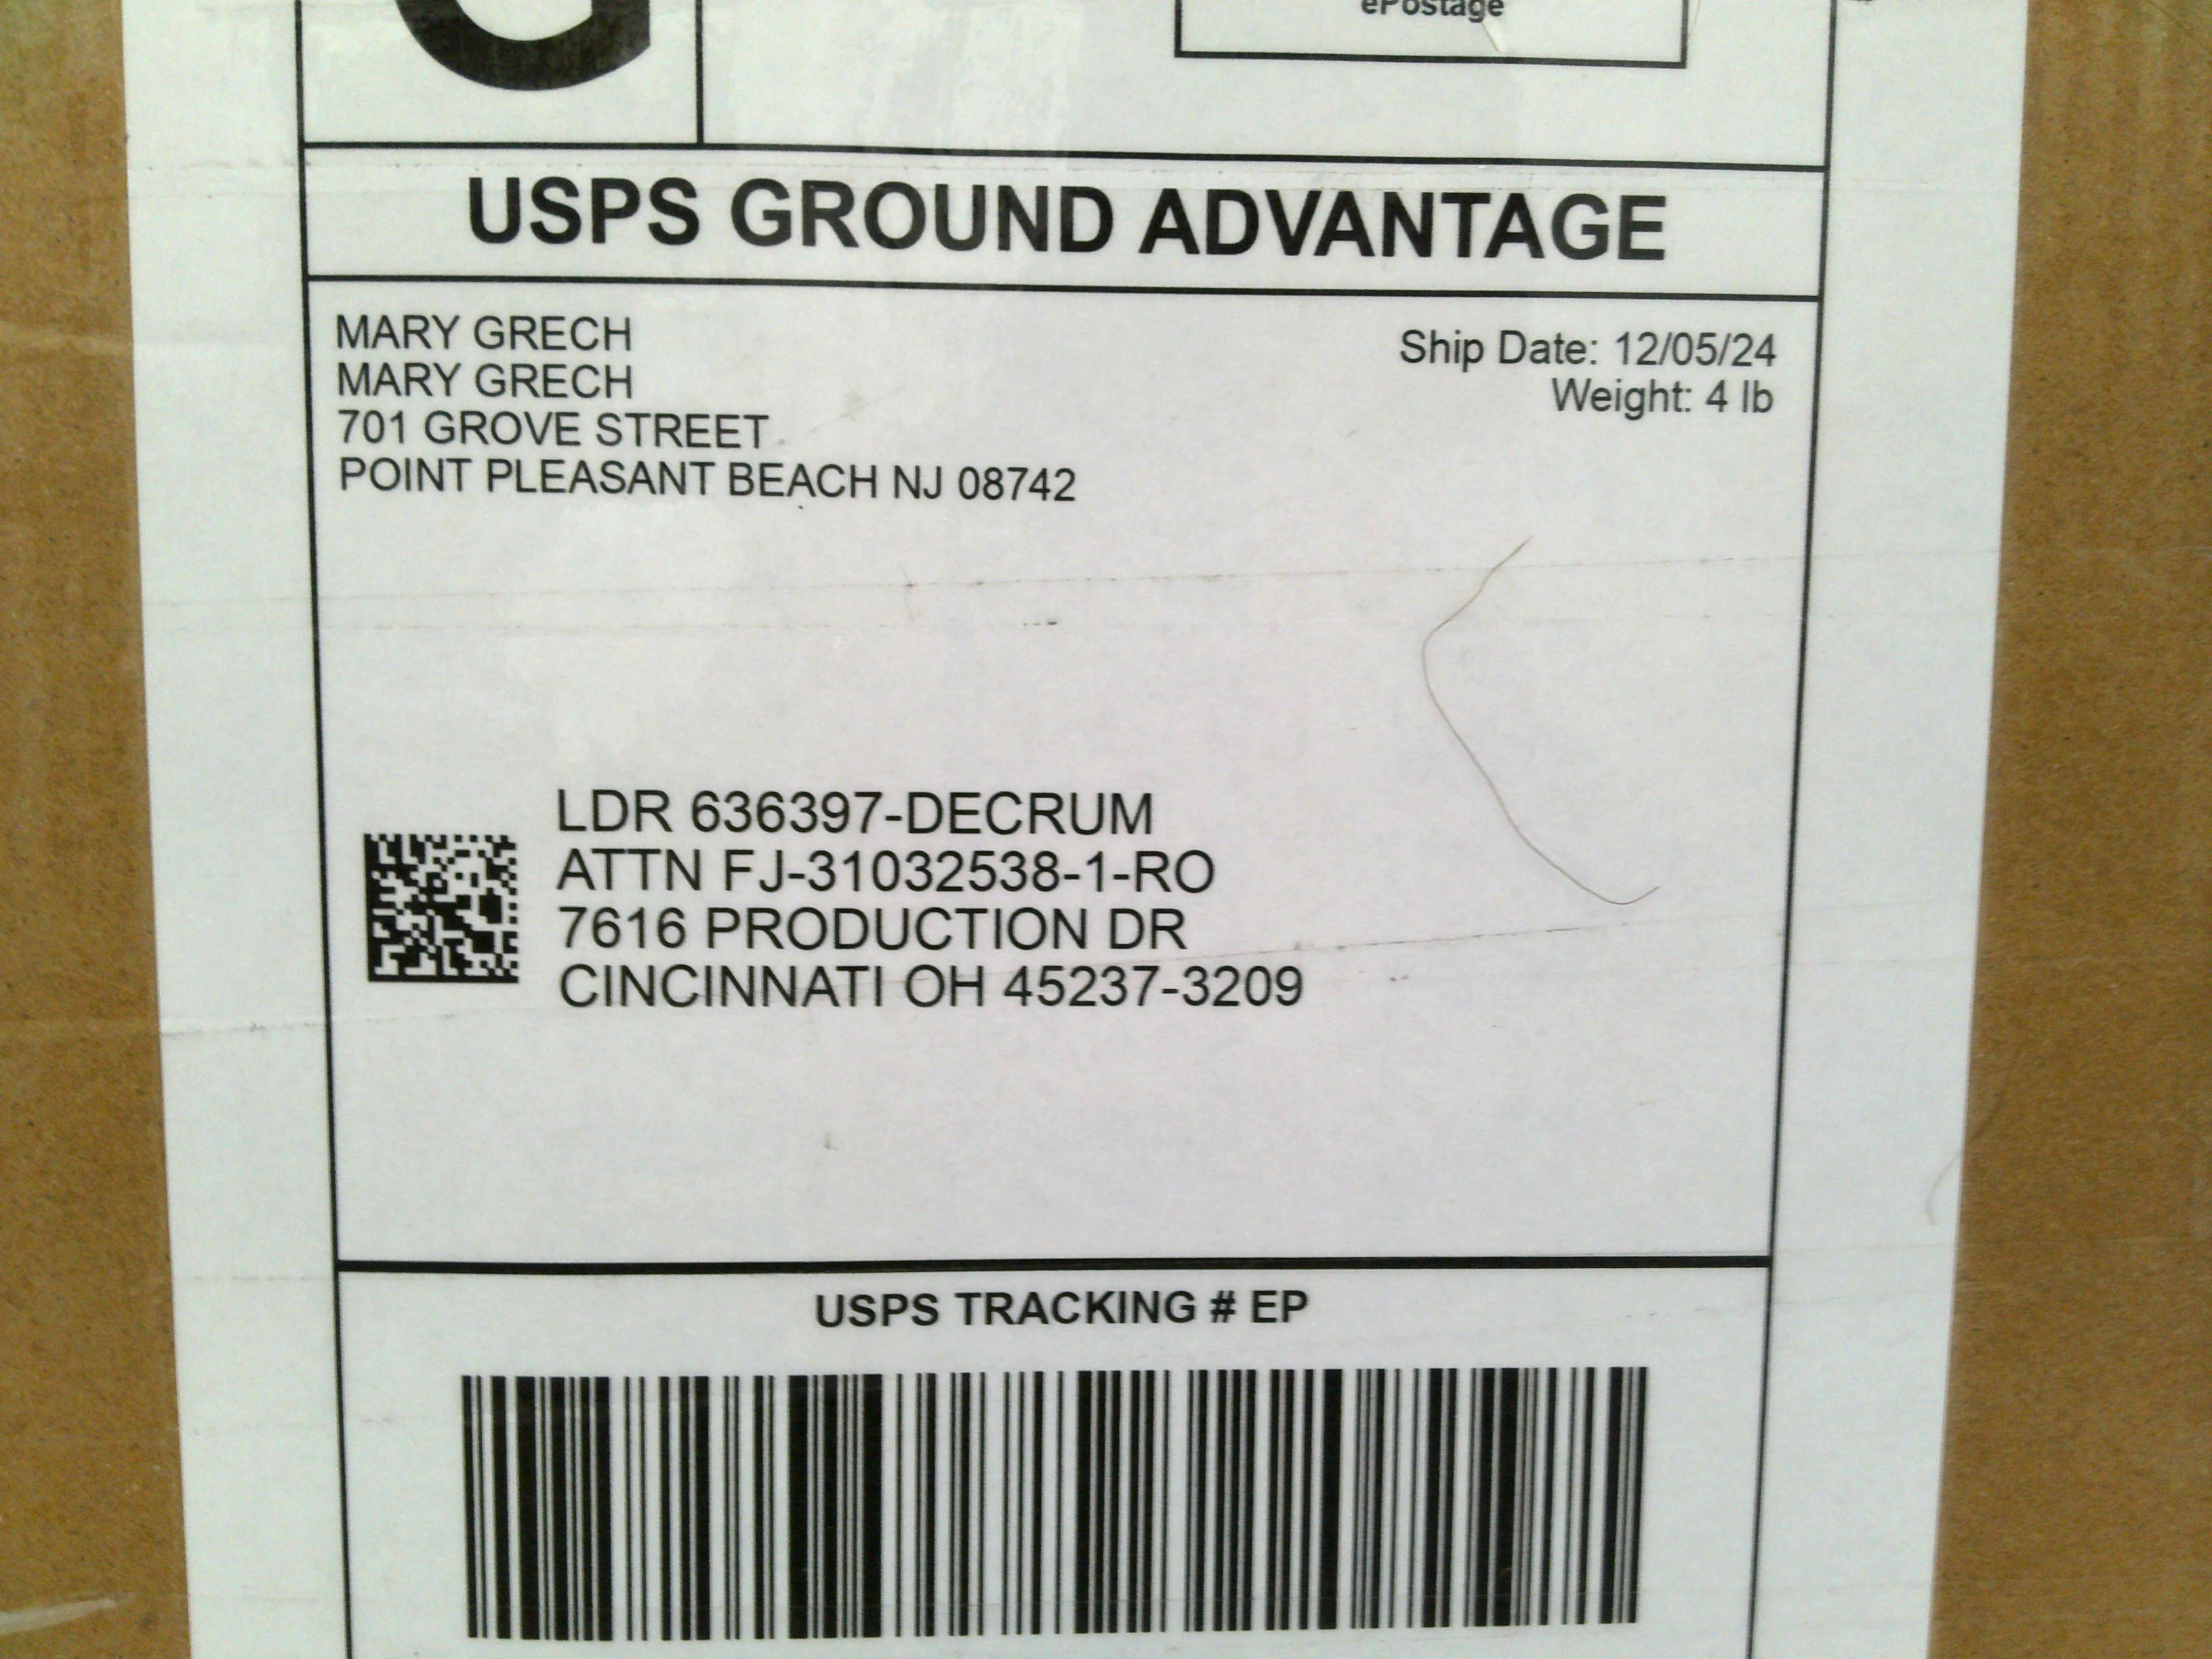 G
ePostage
USPS GROUND ADVANTAGE
MARY GRECH
MARY GRECH
701 GROVE STREET
POINT PLEASANT BEACH NJ 08742
Ship Date: 12/05/24
Weight: 4 lb
LDR 636397-DECRUM
ATTN FJ-31032538-1-RO
7616 PRODUCTION DR
CINCINNATI OH 45237-3209
USPS TRACKING # EP